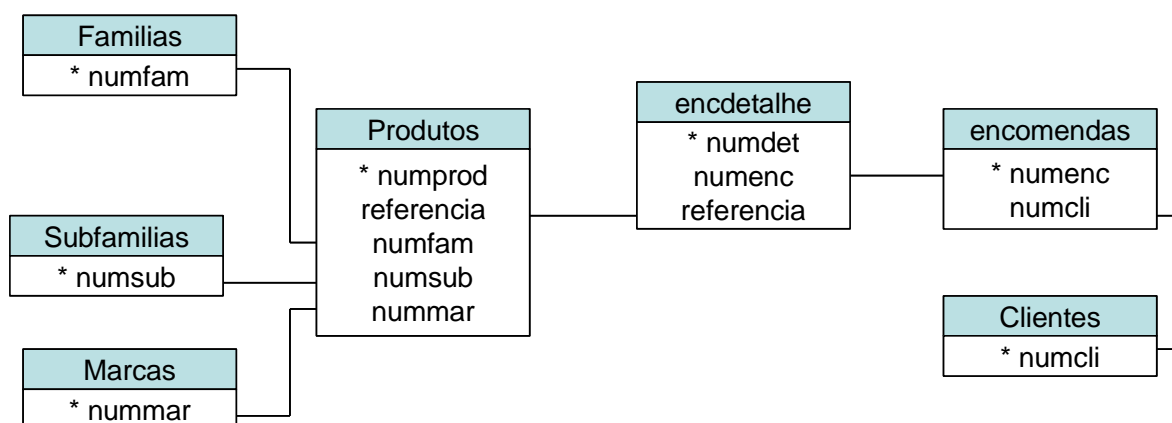 Familias
* numfam
Subfamilias
* numsub
Marcas
* nummar
Produtos
* numprod
referencia
numfam
numsub
nummar
encdetalhe
* numdet
numenc
referencia
encomendas
* numenc
numcli
Clientes
* numcli